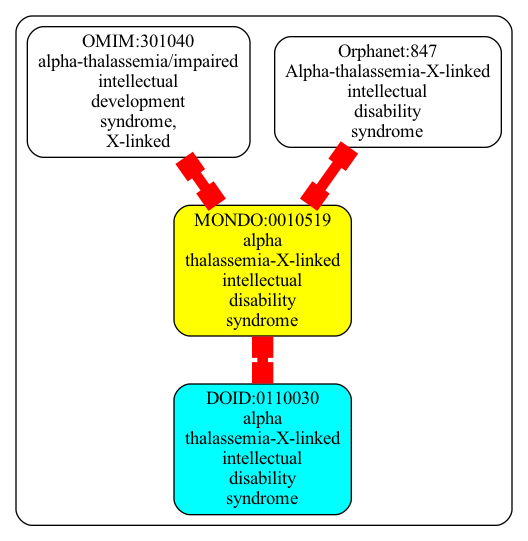 OMIM:301040
alpha-thalassemia/impaired
intellectual
development
syndrome,
X-linked
Orphanet:847
Alpha-thalassemia-X-linked
intellectual
disability
syndrome
MONDO:0010519
alpha
thalassemia-X-linked
intellectual
disability
syndrome
DOID:0110030
alpha
thalassemia-X-linked
intellectual
disability
syndrome